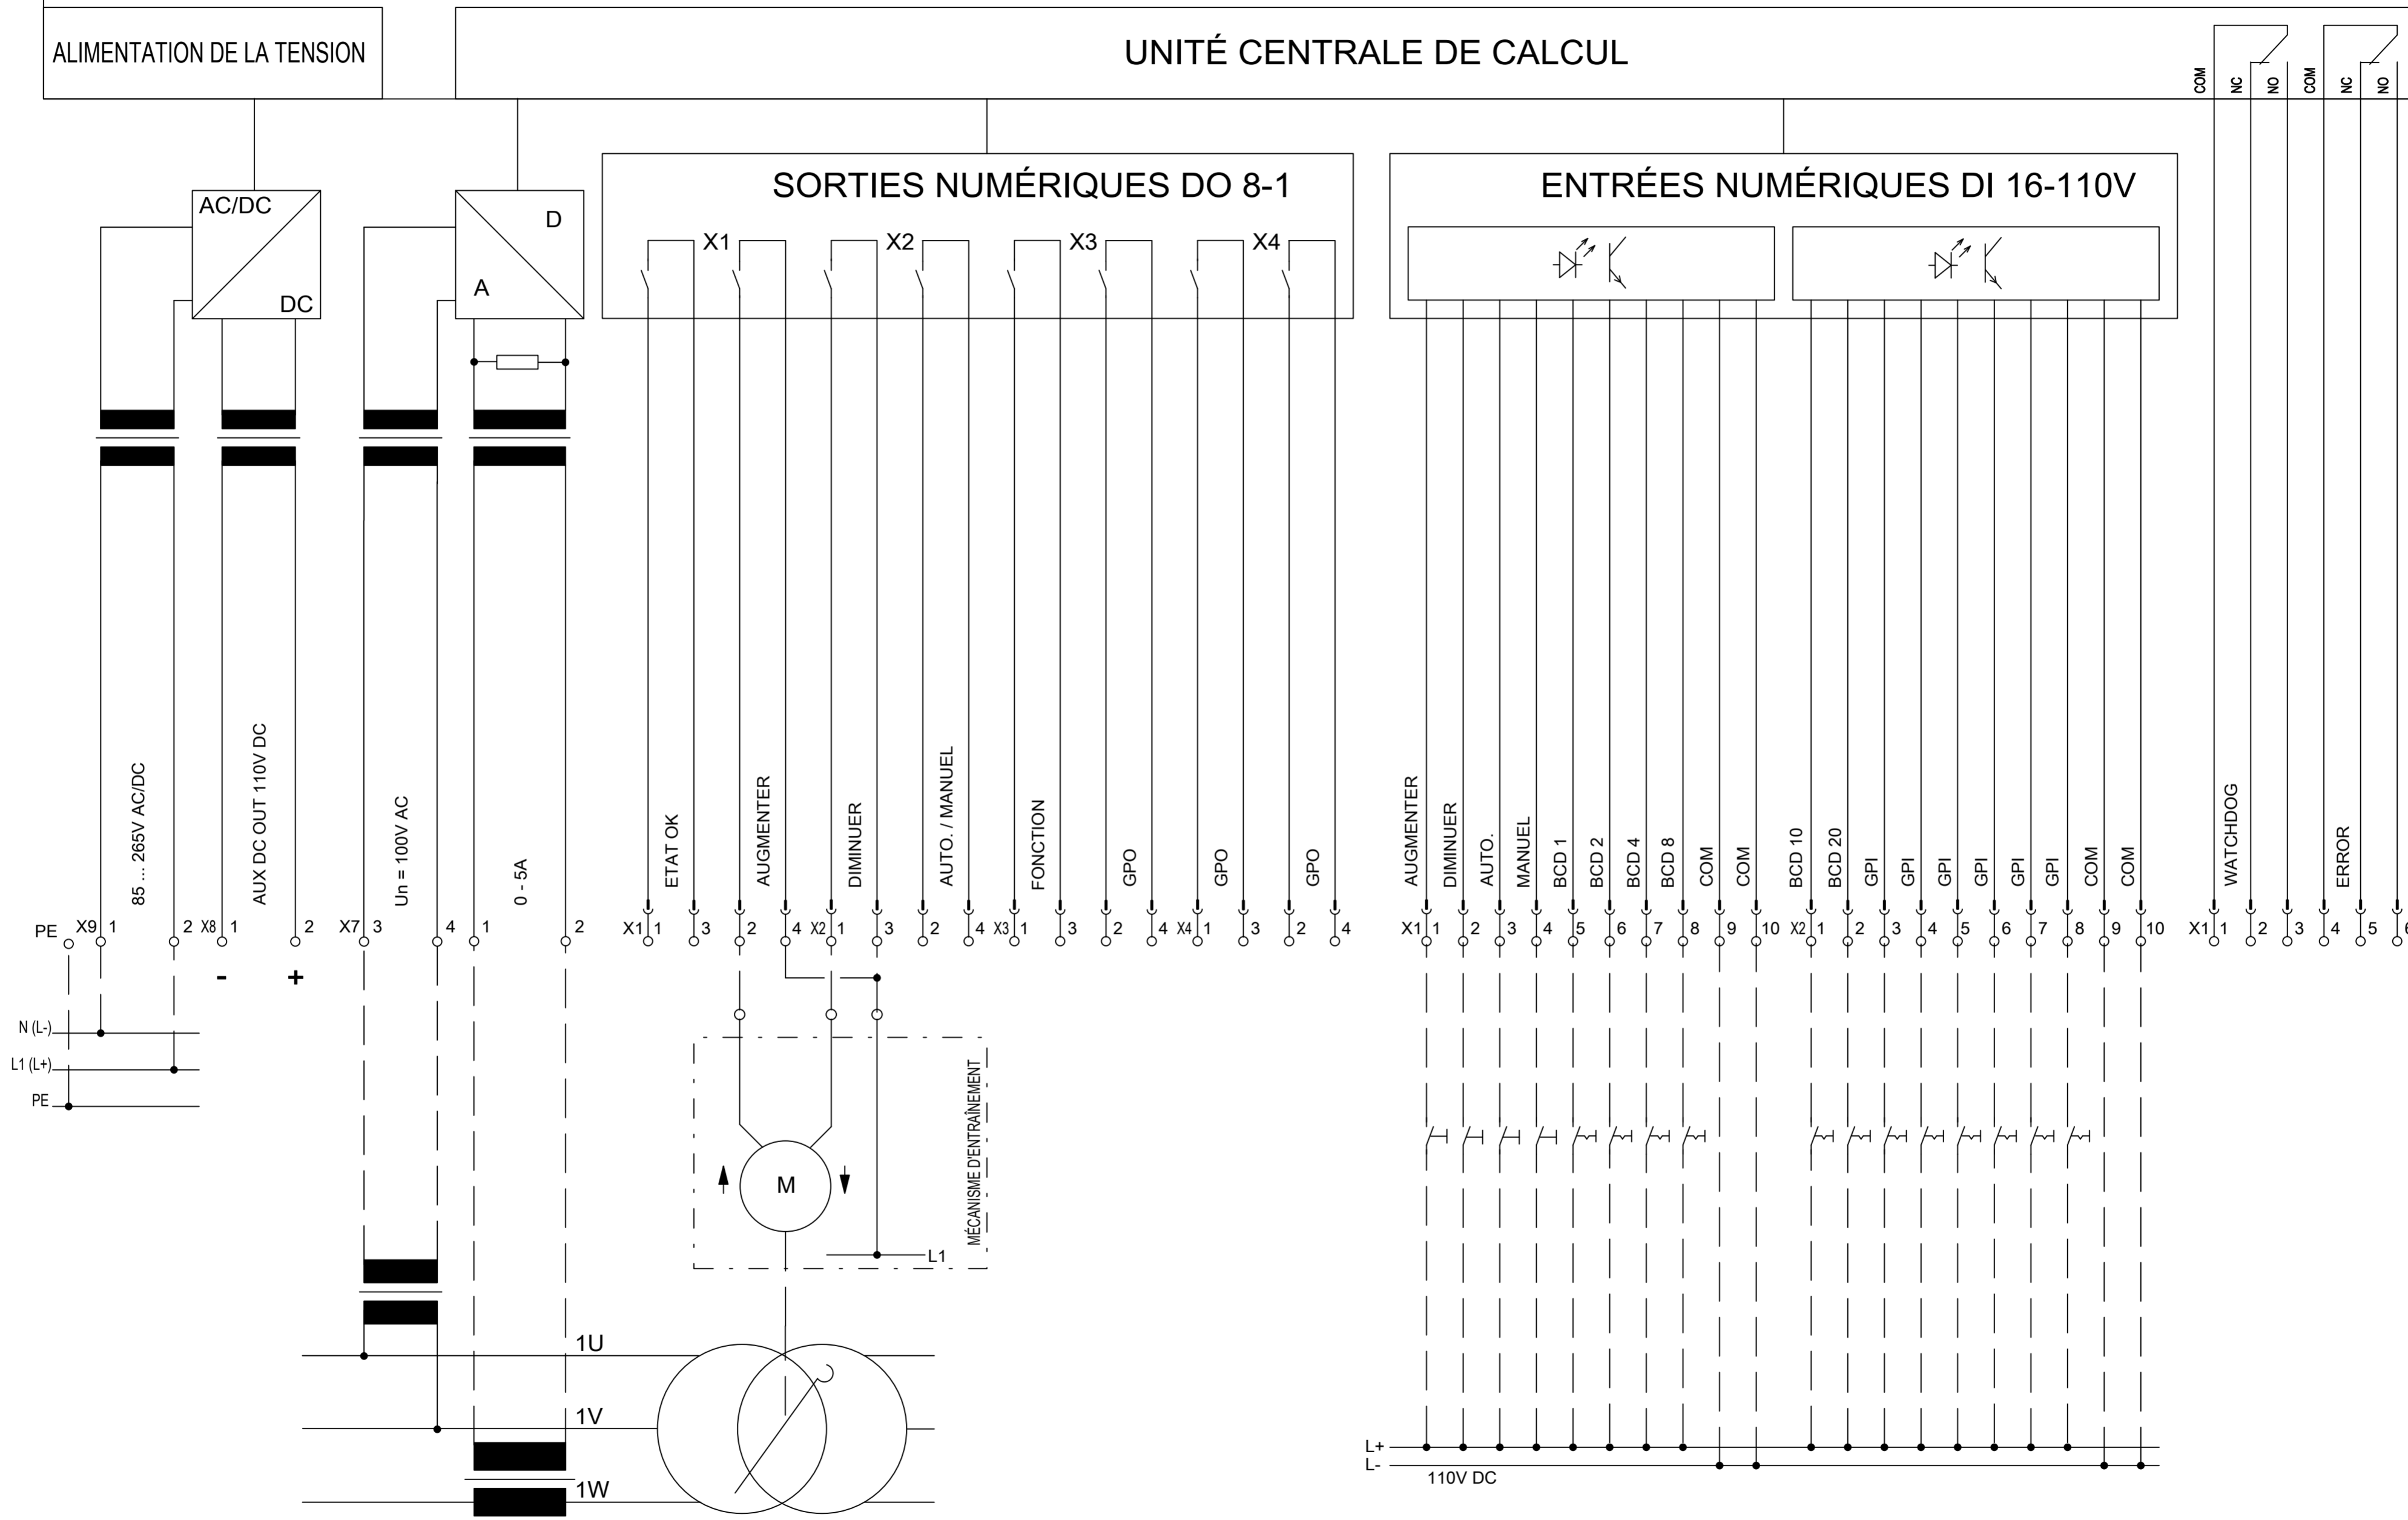 ALIMENTATION DE LA TENSION
UNITÉ CENTRALE DE CALCUL
COM
NC
NO
COM
NC
NO
SORTIES NUMÉRIQUES DO 8-1
ENTRÉES NUMÉRIQUES DI 16-110V
AC/DC
DC
D
A
X1
X2
X3
X4
85 ... 265V AC/DC
AUX DC OUT 110V DC
Un = 100V AC
0 - 5A
ETAT OK
AUGMENTER
DIMINUER
AUTO. / MANUEL
FONCTION
GPO
GPO
GPO
AUGMENTER
DIMINUER
AUTO.
MANUEL
BCD 1
BCD 2
BCD 4
BCD 8
COM
COM
BCD 10
BCD 20
GPI
GPI
GPI
GPI
GPI
GPI
COM
COM
WATCHDOG
ERROR
PE X9 1 2 X8 1 2 X7 3 4 1 2 X1 1 3 2 4 X2 1 3 2 4 X3 1 3 2 4 X4 1 3 2 4 X1 1 2 3 4 5 6 7 8 9 10 X2 1 2 3 4 5 6 7 8 9 10 X1 1 2 3 4 5 6
- +
N (L-)
L1 (L+)
PE
MÉCANISME D'ENTRAÎNEMENT
M
L1
1U
1V
1W
L+
L-
110V DC